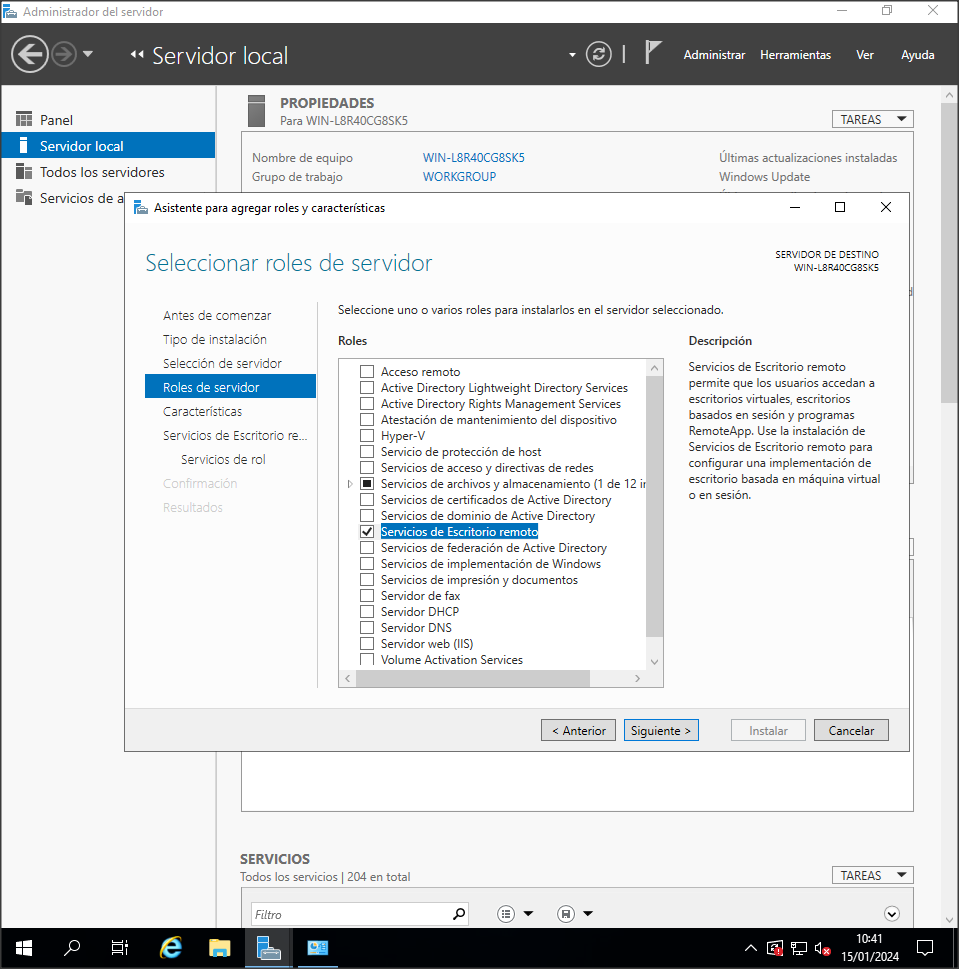 Administrador del servidor
Servidor local
Administrar Herramientas Ver Ayuda
Panel
Servidor local
Todos los servidores
Servicios de a
PROPIEDADES
Para WIN-L8R40CG8SK5
TAREAS
Nombre de equipo WIN-L8R40CG8SK5 Últimas actualizaciones instaladas
Grupo de trabajo WORKGROUP Windows Update
Asistente para agregar roles y características
Seleccionar roles de servidor
SERVIDOR DE DESTINO
WIN-L8R40CG8SK5
Antes de comenzar
Tipo de instalación
Selección de servidor
Roles de servidor
Características
Servicios de Escritorio re...
Servicios de rol
Confirmación
Resultados
Seleccione uno o varios roles para instalarlos en el servidor seleccionado.
Roles
Acceso remoto
Active Directory Lightweight Directory Services
Active Directory Rights Management Services
Atestación de mantenimiento del dispositivo
Hyper-V
Servicio de protección de host
Servicios de acceso y directivas de redes
Servicios de archivos y almacenamiento (1 de 12 in
Servicios de certificados de Active Directory
Servicios de dominio de Active Directory
Servicios de Escritorio remoto
Servicios de federación de Active Directory
Servicios de implementación de Windows
Servicios de impresión y documentos
Servidor de fax
Servidor DHCP
Servidor DNS
Servidor web (IIS)
Volume Activation Services
Descripción
Servicios de Escritorio remoto
permite que los usuarios accedan a
escritorios virtuales, escritorios
basados en sesión y programas
RemoteApp. Use la instalación de
Servicios de Escritorio remoto para
configurar una implementación de
escritorio basada en máquina virtual
o en sesión.
< Anterior Siguiente > Instalar Cancelar
SERVICIOS
Todos los servicios | 204 en total
TAREAS
Filtro
10:41
15/01/2024